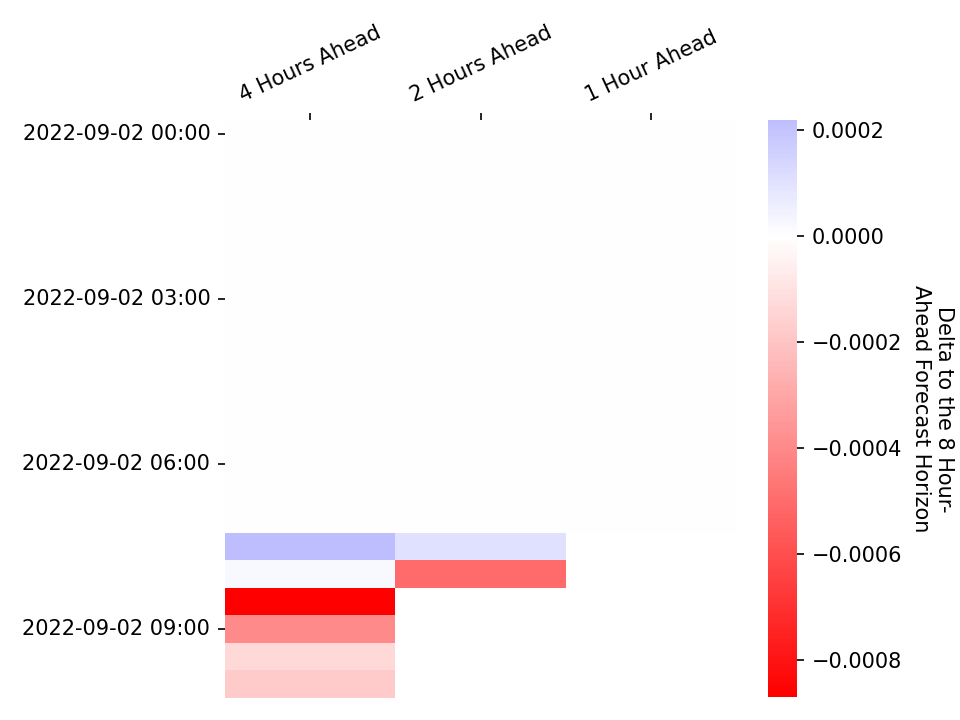 4 Hours Ahead
2 Hours Ahead
1 Hour Ahead
2022-09-02 00:00
2022-09-02 03:00
2022-09-02 06:00
2022-09-02 09:00
0.0002
0.0000
−0.0002
−0.0004
−0.0006
−0.0008
Delta to the 8 Hour-
Ahead Forecast Horizon